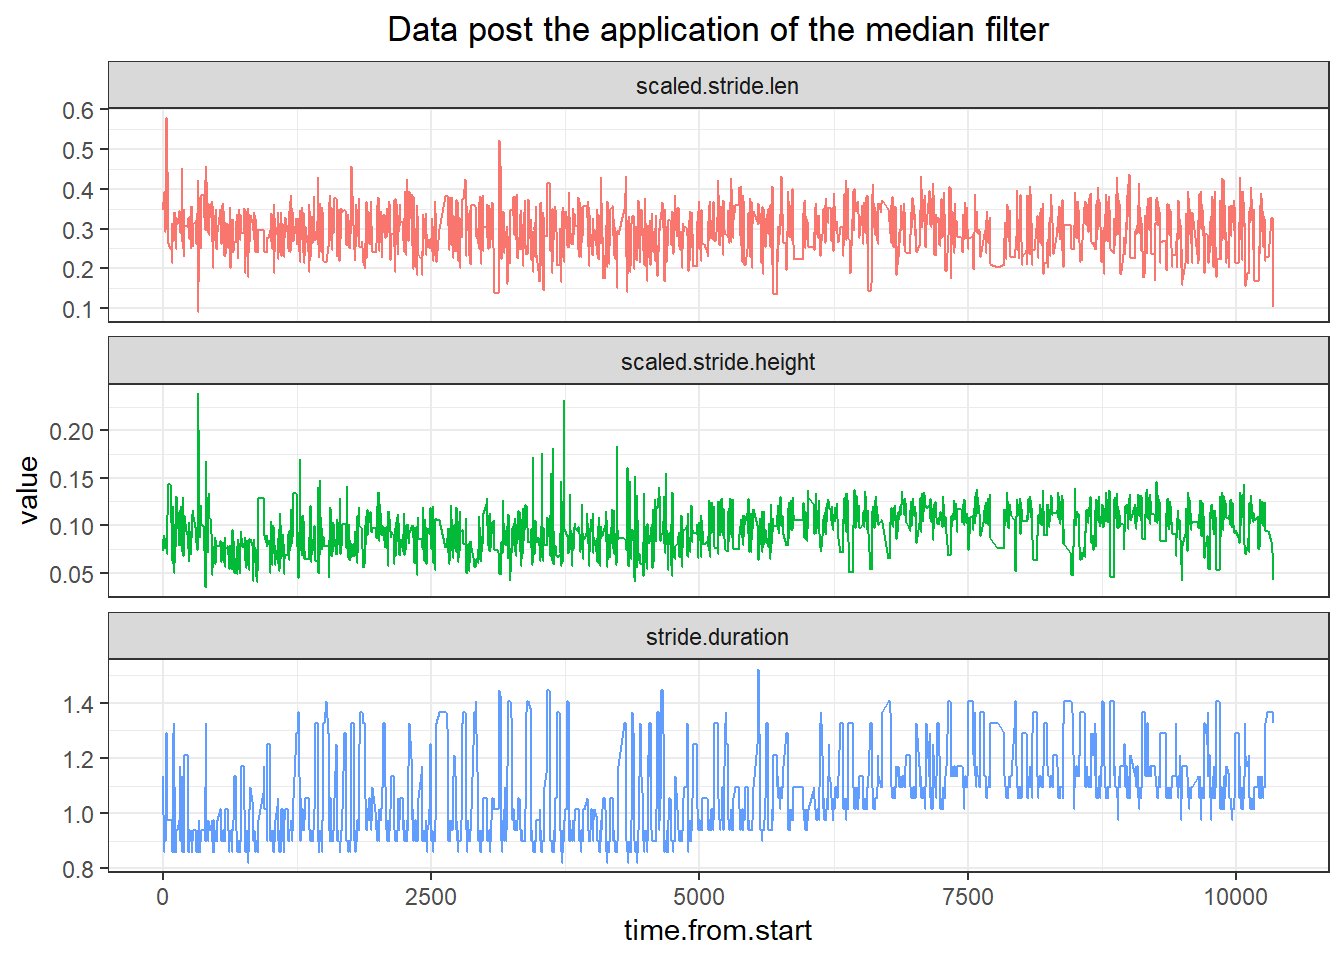 Data post the application of the median filter
scaled.stride.len
0.6
0.5
0.4
0.3
0.2
0.1
scaled.stride.height
0.20
0.15
0.10
0.05
value
stride.duration
1.4
1.2
1.0
0.8
0 2500 5000 7500 10000
time.from.start